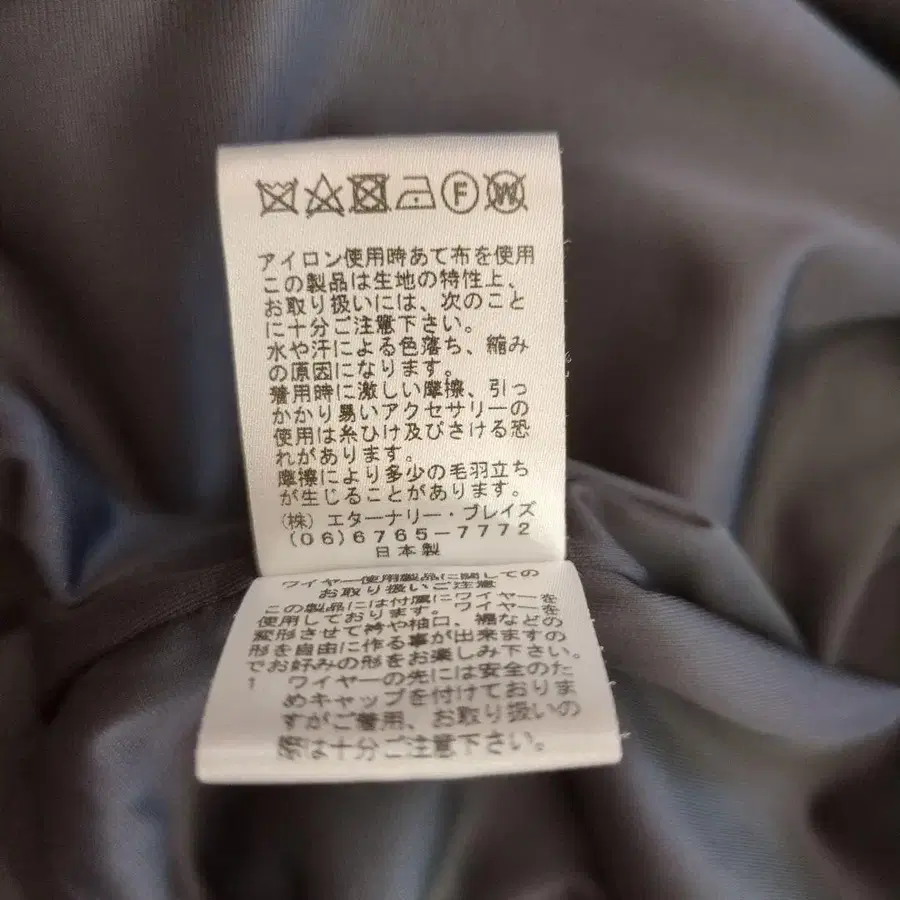 F W
アイロン使用時あて布を使用
この製品は生地の特性上、
お取り扱いには、次のこと
に十分ご注意下さい。
水や汗による色落ち、縮み
の原因になります。
着用時に激しい摩擦、引っ
かかり易いアクセサリーの
使用は糸ひけ及びさける恐
れがあります。
摩擦により多少の毛羽立ち
が生じることがあります。
(株) エターナリー・プレイズ
(06)6765-7772
日本製
ワイヤー使用製品に関しての
お取り扱いご注意
この製品には付属にワイヤーを
使用しております。ワイヤーを
変形させて衿や袖口、裾などの
形を自由に作る事が出来ますの
でお好みの形をお楽しみ下さい。
! ワイヤーの先には安全のた
めキャップを付けておりま
すがご着用、お取り扱いの
際は十分ご注意下さい。